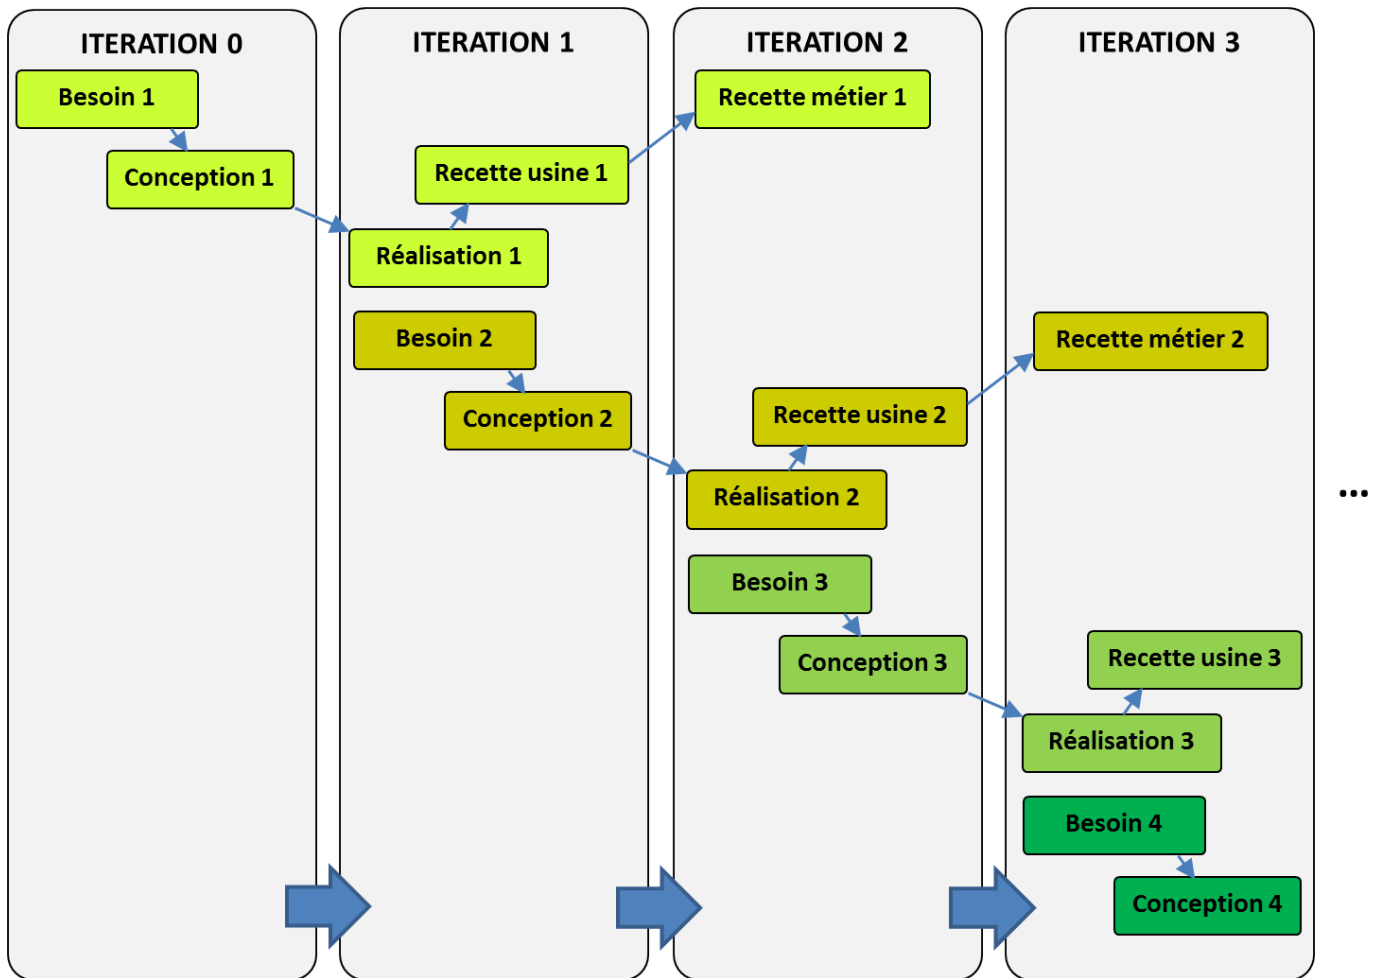 ITERATION 0
Besoin 1
Conception 1
ITERATION 1
Recette usine 1
Réalisation 1
Besoin 2
Conception 2
ITERATION 2
Recette métier 1
Recette usine 2
Réalisation 2
Besoin 3
Conception 3
ITERATION 3
Recette métier 2
Recette usine 3
Réalisation 3
Besoin 4
Conception 4
...